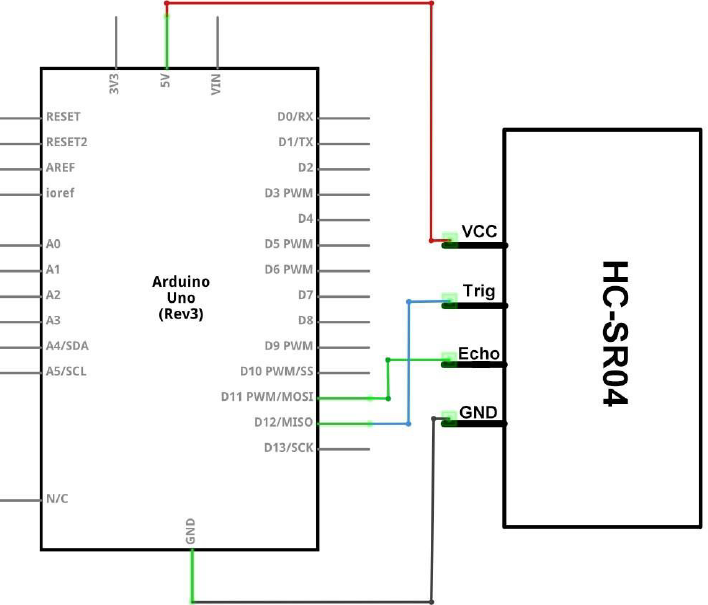 3V3
5V
VIN
RESET
RESET2
AREF
ioref
A0
A1
A2
A3
A4/SDA
A5/SCL
N/C
Arduino
Uno
(Rev3)
D0/RX
D1/TX
D2
D3 PWM
D4
D5 PWM
D6 PWM
D7
D8
D9 PWM
D10 PWM/SS
D11 PWM/MOSI
D12/MISO
D13/SCK
GND
VCC
Trig
Echo
GND
HC-SR04